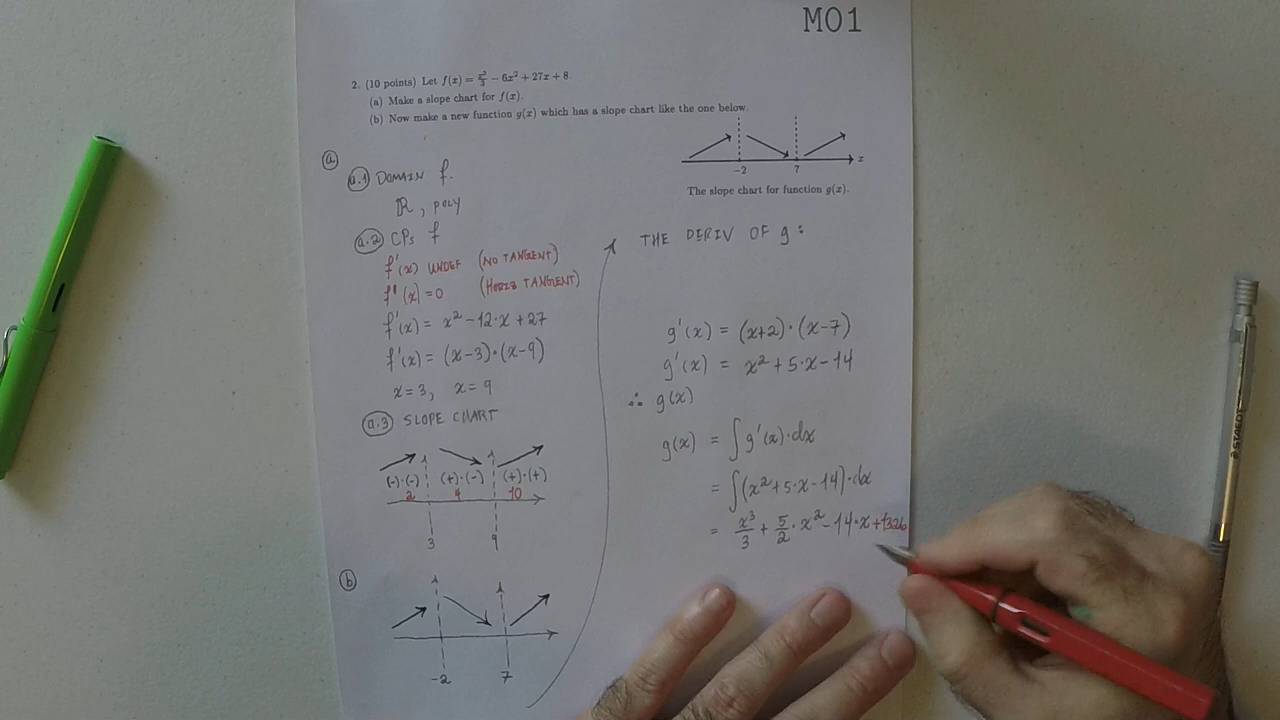 MO1
2. (10 points) Let f(x) = x³/3 − 6x² + 27x + 8.
(a) Make a slope chart for f(x).
(b) Now make a new function g(x) which has a slope chart like the one below.
−2 7 x
The slope chart for function g(x).
(a)
(a.1) DOMAIN f.
ℝ, POLY
(a.2) CPs f
f'(x) UNDEF (NO TANGENT)
f'(x) = 0 (HORIZ TANGENT)
f'(x) = x² − 12·x + 27
f'(x) = (x−3)·(x−9)
x=3, x=9
(a.3) SLOPE CHART
(-)·(-) (+)·(-) (+)·(+)
2 4 10
3 9
(b)
−2 7
THE DERIV OF g:
g'(x) = (x+2)·(x−7)
g'(x) = x² + 5·x − 14
∴ g(x)
g(x) = ∫ g'(x)·dx
= ∫(x² + 5·x − 14)·dx
= x³/3 + 5/2·x² − 14·x + 1326
STAEDTLER